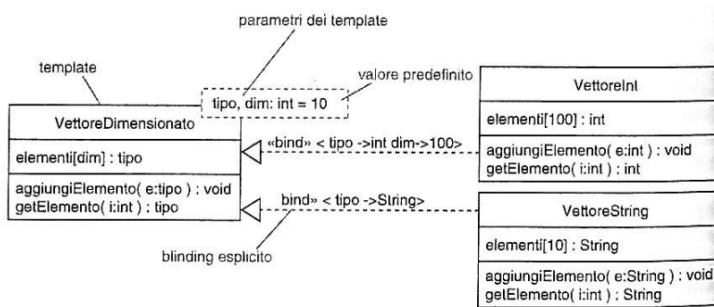 parametri dei template
template
valore predefinito
tipo, dim: int = 10
VettoreDimensionato
elementi[dim] : tipo
aggiungiElemento( e:tipo ) : void
getElemento( i:int ) : tipo
«bind» < tipo ->int dim->100>
bind» < tipo ->String>
blinding esplicito
VettoreInt
elementi[100] : int
aggiungiElemento( e:int ) : void
getElemento( i:int ) : int
VettoreString
elementi[10] : String
aggiungiElemento( e:String ) : void
getElemento( i:int ) : String